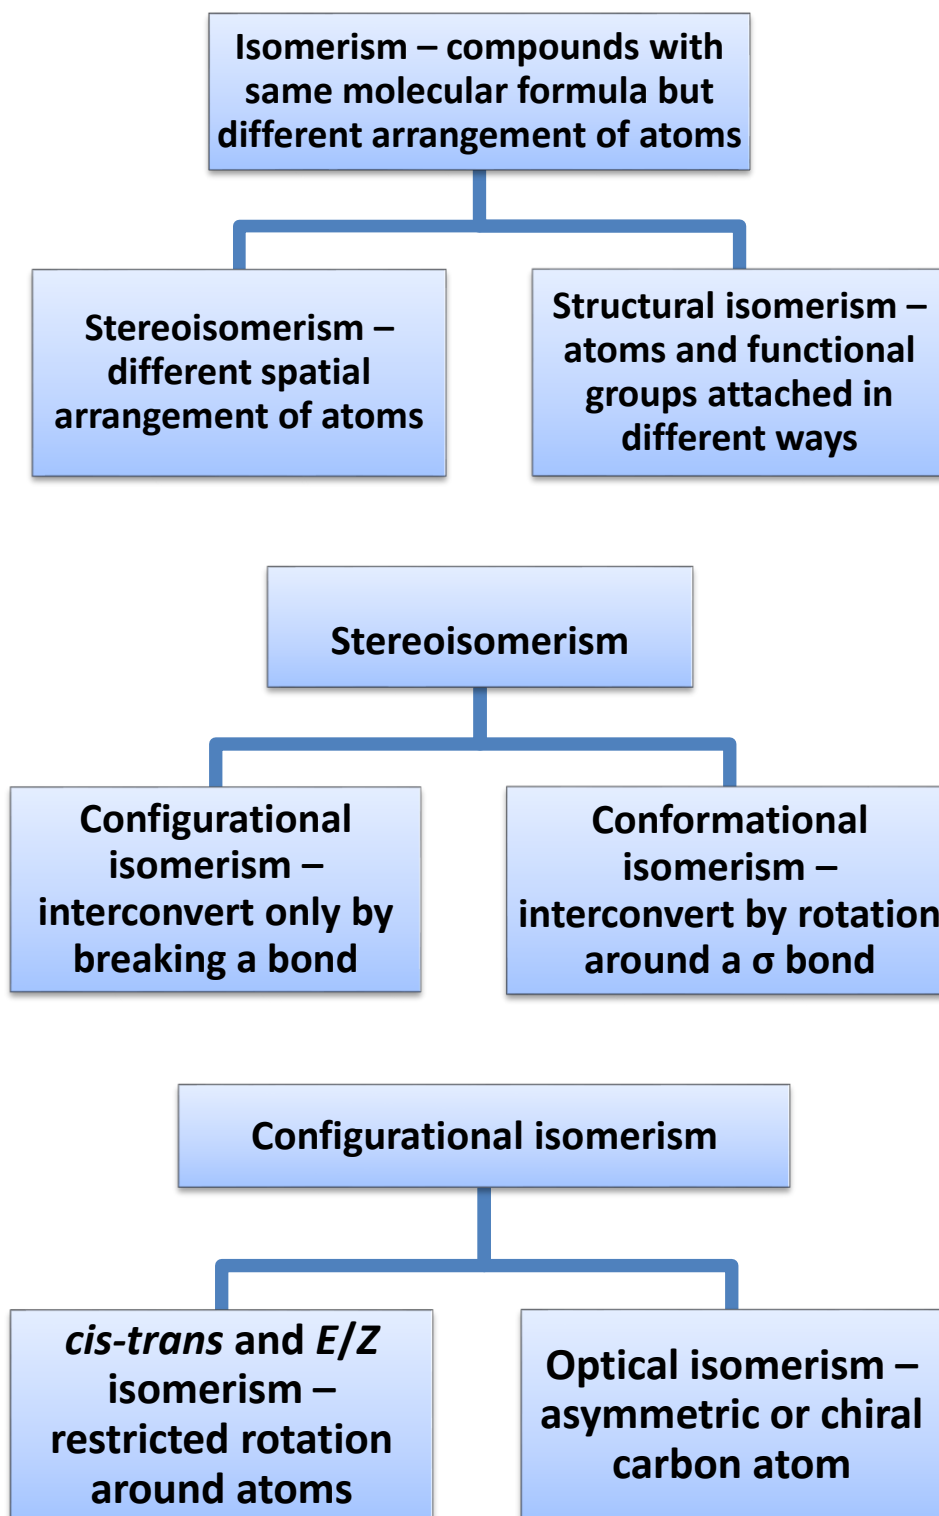 Isomerism – compounds with
same molecular formula but
different arrangement of atoms
Stereoisomerism –
different spatial
arrangement of atoms
Structural isomerism –
atoms and functional
groups attached in
different ways
Stereoisomerism
Configurational
isomerism –
interconvert only by
breaking a bond
Conformational
isomerism –
interconvert by rotation
around a σ bond
Configurational isomerism
cis-trans and E/Z
isomerism –
restricted rotation
around atoms
Optical isomerism –
asymmetric or chiral
carbon atom